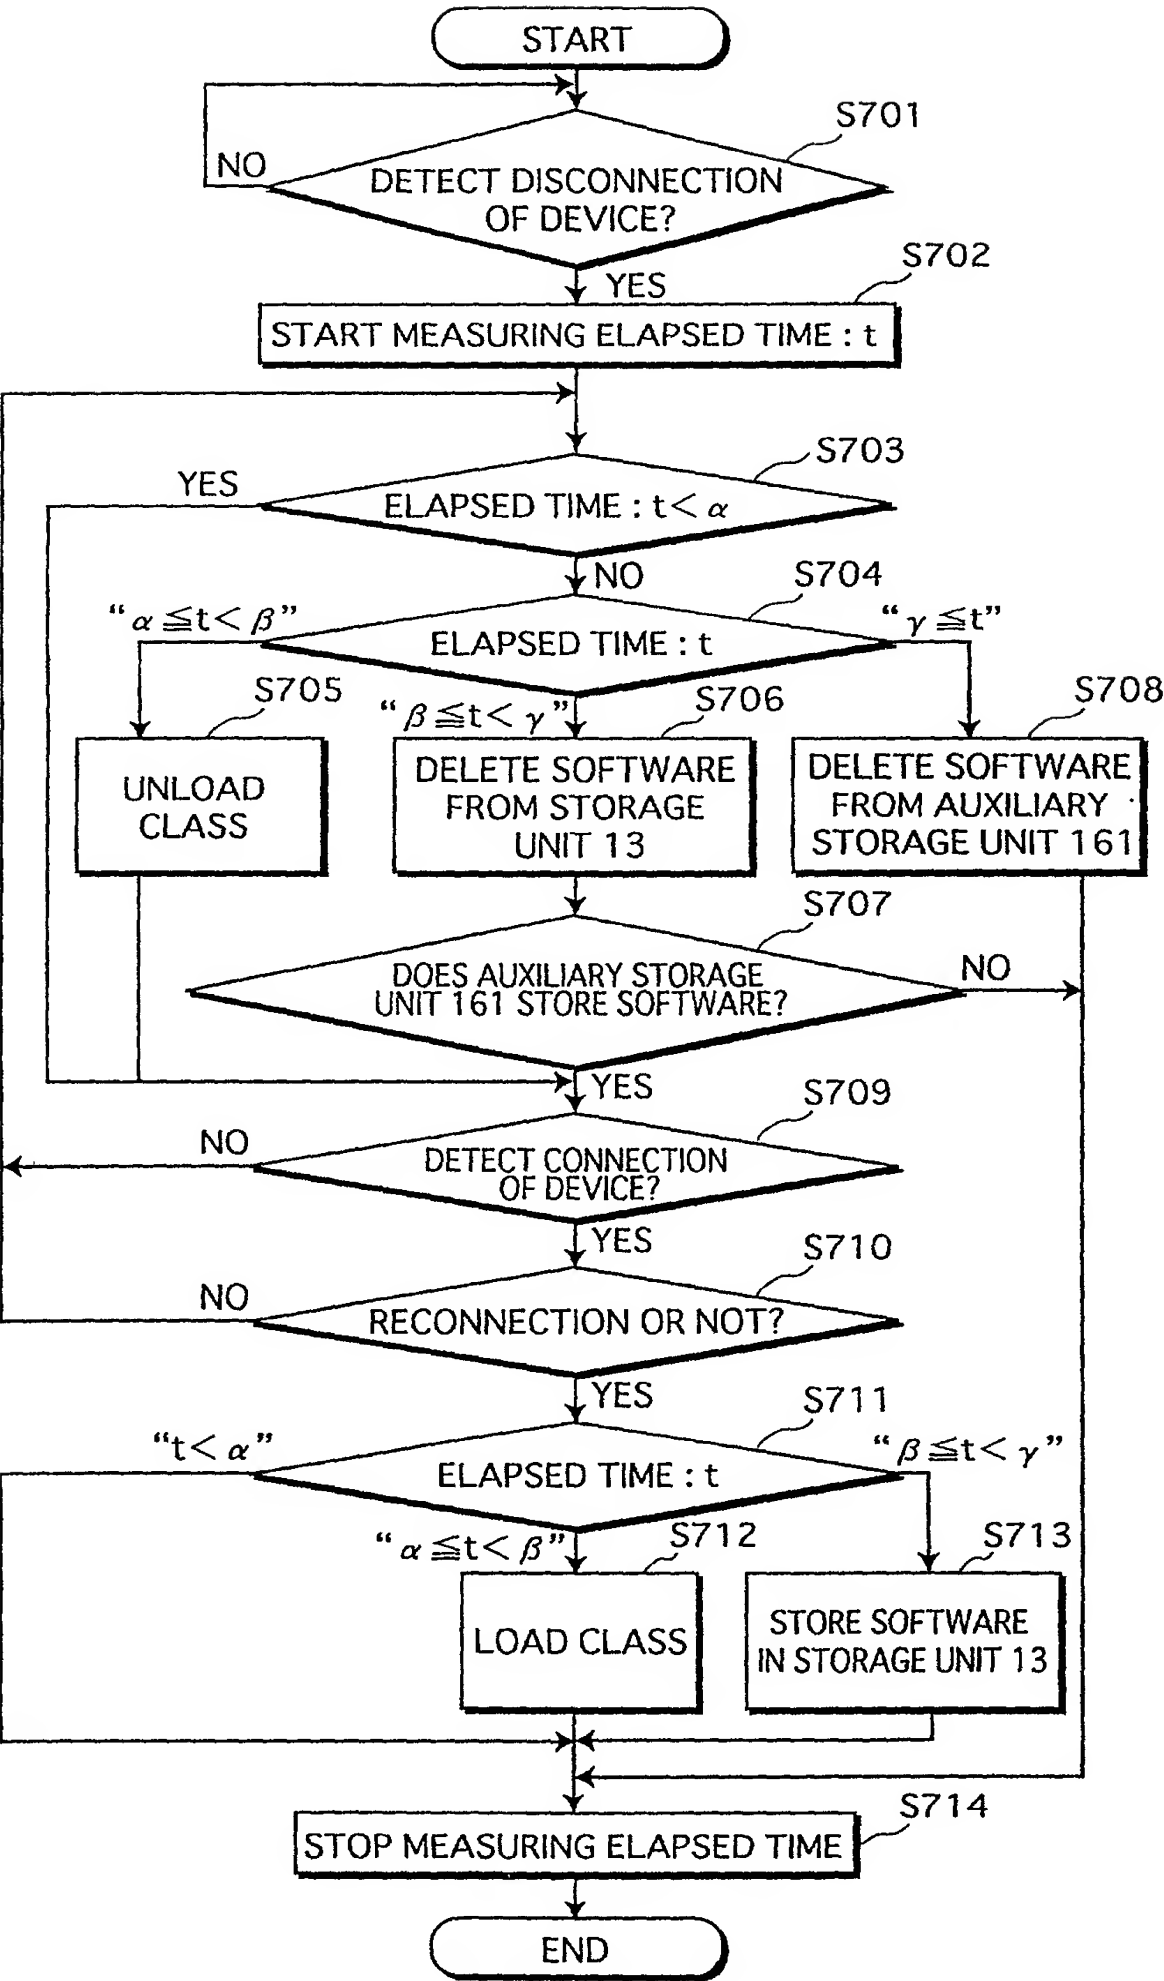 START
S701
NO
DETECT DISCONNECTION
OF DEVICE?
S702
YES
START MEASURING ELAPSED TIME : t
S703
YES
ELAPSED TIME : t< α
NO
S704
“ α ≦t< β”
“ γ ≦t”
ELAPSED TIME : t
S705
“ β ≦t< γ ”
S706
S708
UNLOAD
CLASS
DELETE SOFTWARE
FROM STORAGE
UNIT 13
DELETE SOFTWARE
FROM AUXILIARY
STORAGE UNIT 161
S707
DOES AUXILIARY STORAGE
UNIT 161 STORE SOFTWARE?
NO
YES
S709
NO
DETECT CONNECTION
OF DEVICE?
YES
S710
NO
RECONNECTION OR NOT?
YES
S711
“t< α”
“ β ≦t< γ”
ELAPSED TIME : t
“ α ≦t< β”
S712
S713
LOAD CLASS
STORE SOFTWARE
IN STORAGE UNIT 13
S714
STOP MEASURING ELAPSED TIME
END